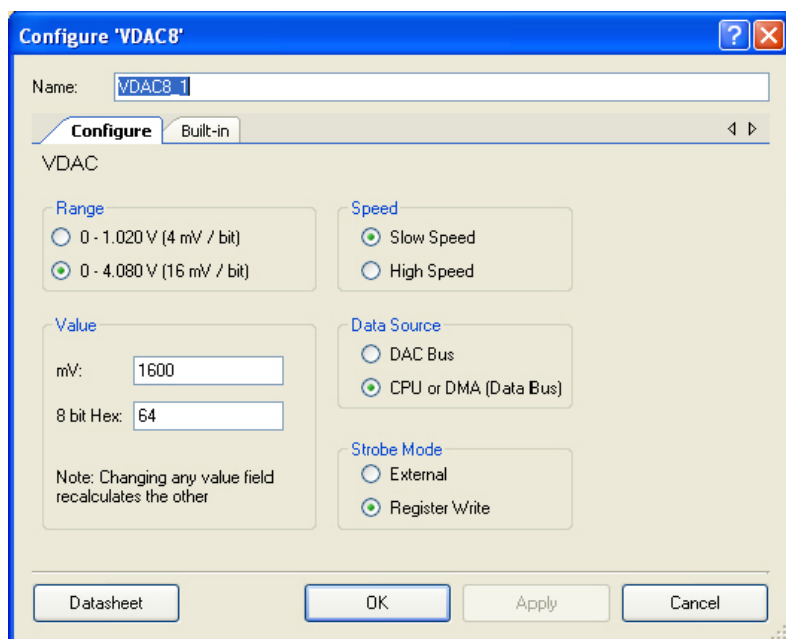 Configure 'VDAC8'
Name: VDAC8_1
Configure Built-in
VDAC
Range
0 - 1.020 V (4 mV / bit)
0 - 4.080 V (16 mV / bit)
Speed
Slow Speed
High Speed
Value
mV: 1600
8 bit Hex: 64
Note: Changing any value field
recalculates the other
Data Source
DAC Bus
CPU or DMA (Data Bus)
Strobe Mode
External
Register Write
Datasheet OK Apply Cancel